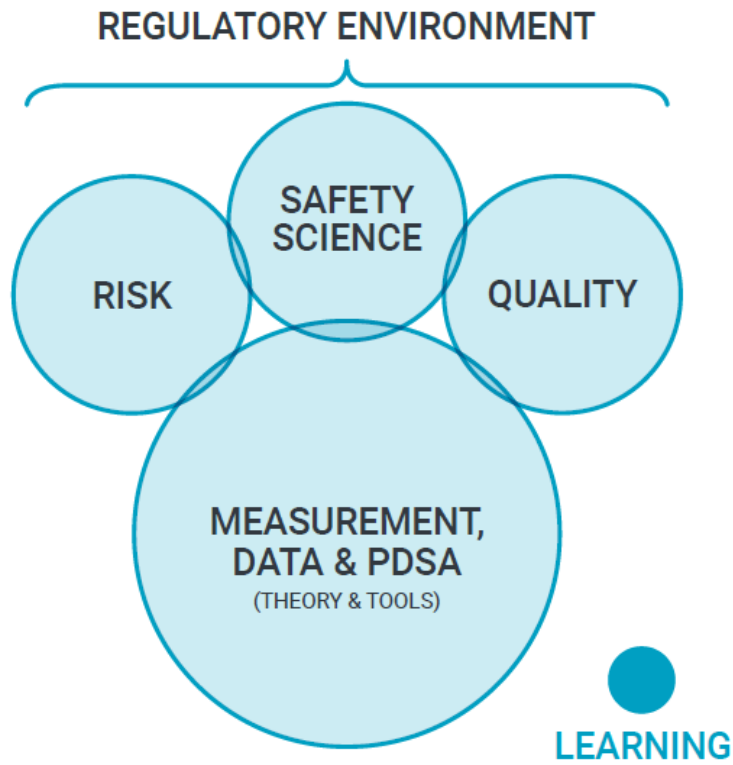 REGULATORY ENVIRONMENT
SAFETY
SCIENCE
RISK
QUALITY
MEASUREMENT,
DATA & PDSA
(THEORY & TOOLS)
LEARNING